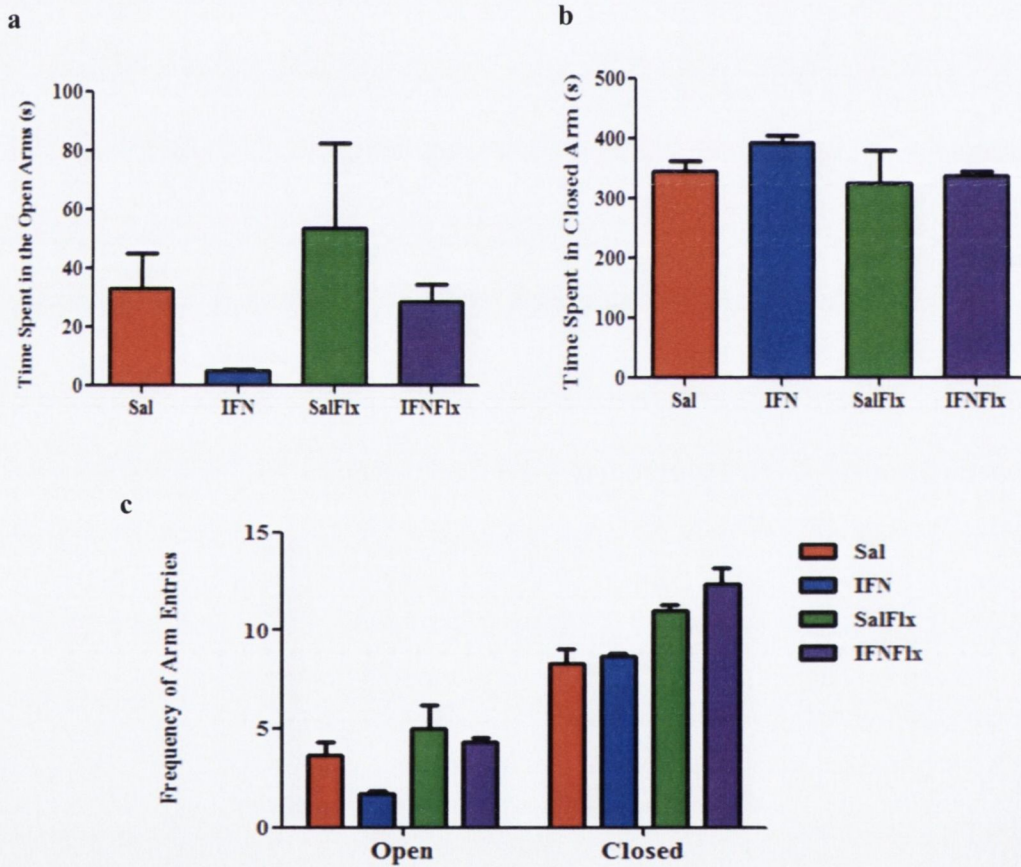 a
Time Spent in the Open Arms (s)
100
80
60
40
20
0
Sal IFN SalFlx IFNFlx
b
Time Spent in Closed Arm (s)
500
400
300
200
100
0
Sal IFN SalFlx IFNFlx
c
Frequency of Arm Entries
15
10
5
0
Open Closed
Sal
IFN
SalFlx
IFNFlx